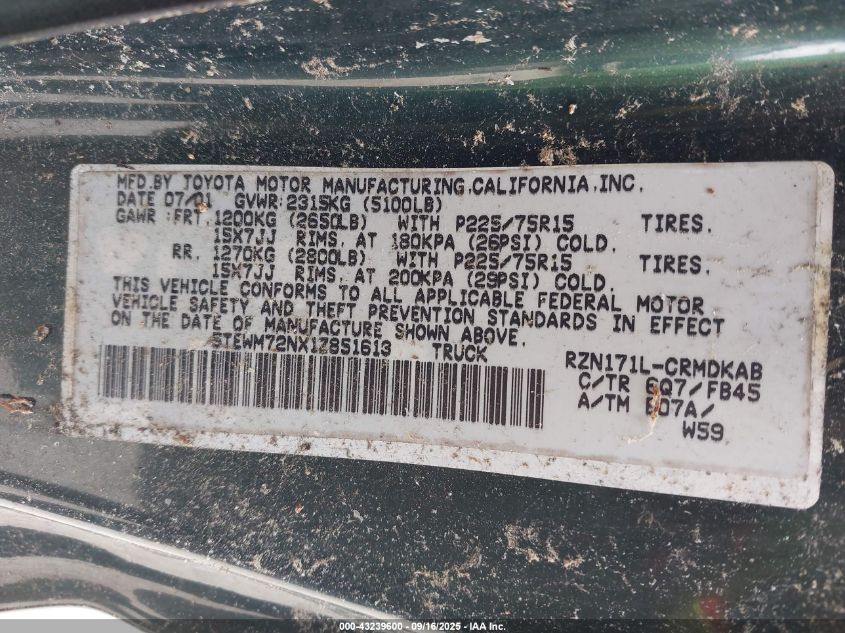 MFD.BY TOYOTA MOTOR MANUFACTURING,CALIFORNIA,INC.
DATE 07/01 GVWR:2315KG (5100LB)
GAWR :FRT. 1200KG (2650LB) WITH P225/75R15 TIRES.
15X7JJ RIMS, AT 180KPA (26PSI) COLD.
RR. 1270KG (2800LB) WITH P225/75R15 TIRES.
15X7JJ RIMS, AT 200KPA (29PSI) COLD.
THIS VEHICLE CONFORMS TO ALL APPLICABLE FEDERAL MOTOR
VEHICLE SAFETY AND THEFT PREVENTION STANDARDS IN EFFECT
ON THE DATE OF MANUFACTURE SHOWN ABOVE.
5TEWM72NX1Z851613 TRUCK
RZN171L-CRMDKAB
C/TR 6Q7/FB45
A/TM B07A/
W59
000-43239600 - 09/16/2025 - IAA Inc.